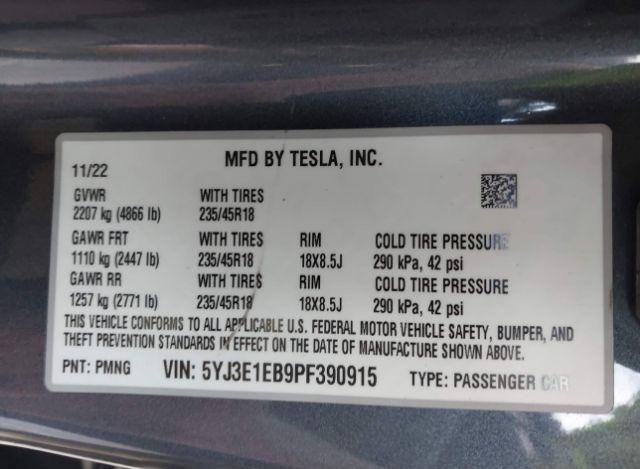 MFD BY TESLA, INC.
11/22
GVWR WITH TIRES
2207 kg (4866 lb) 235/45R18
GAWR FRT WITH TIRES RIM COLD TIRE PRESSURE
1110 kg (2447 lb) 235/45R18 18X8.5J 290 kPa, 42 psi
GAWR RR WITH TIRES RIM COLD TIRE PRESSURE
1257 kg (2771 lb) 235/45R18 18X8.5J 290 kPa, 42 psi
THIS VEHICLE CONFORMS TO ALL APPLICABLE U.S. FEDERAL MOTOR VEHICLE SAFETY, BUMPER, AND
THEFT PREVENTION STANDARDS IN EFFECT ON THE DATE OF MANUFACTURE SHOWN ABOVE.
PNT: PMNG VIN: 5YJ3E1EB9PF390915 TYPE: PASSENGER CAR